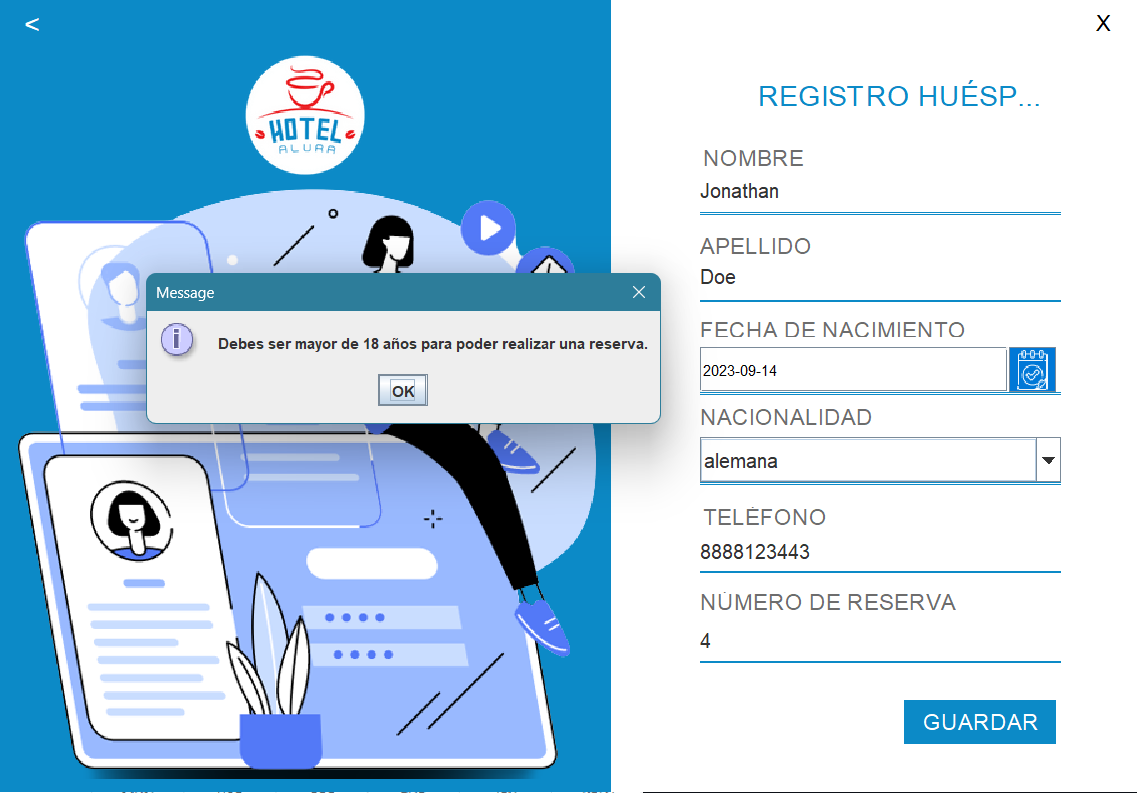 <
X
HOTEL
ALURA
REGISTRO HUÉSP...
NOMBRE
Jonathan
APELLIDO
Doe
FECHA DE NACIMIENTO
2023-09-14
NACIONALIDAD
alemana
TELÉFONO
8888123443
NÚMERO DE RESERVA
4
GUARDAR
Message
Debes ser mayor de 18 años para poder realizar una reserva.
OK